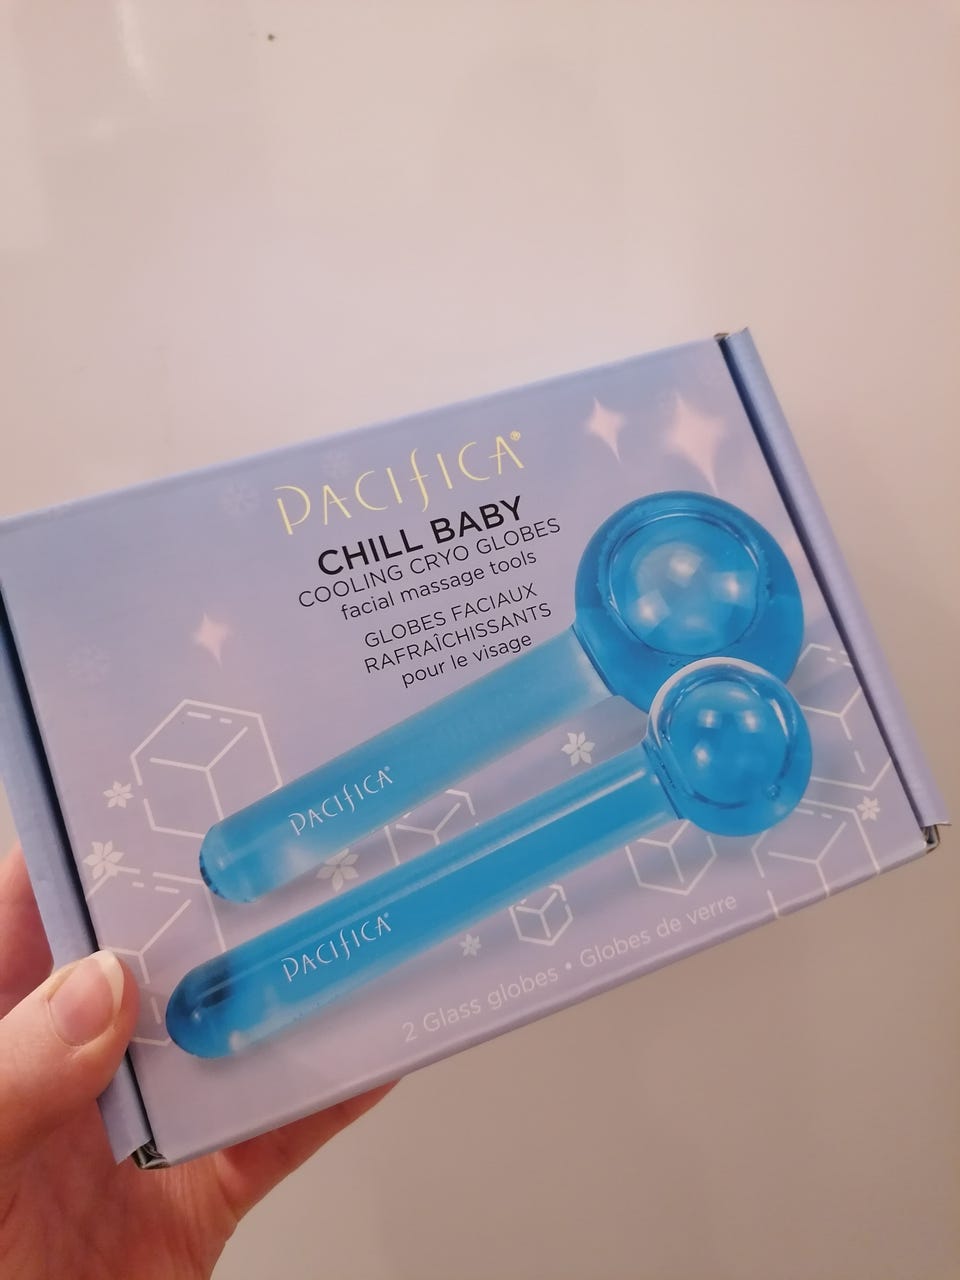 PACIFICA®
CHILL BABY
COOLING CRYO GLOBES
facial massage tools
GLOBES FACIAUX
RAFRAÎCHISSANTS
pour le visage
PACIFICA®
PACIFICA®
2 Glass globes • Globes de verre